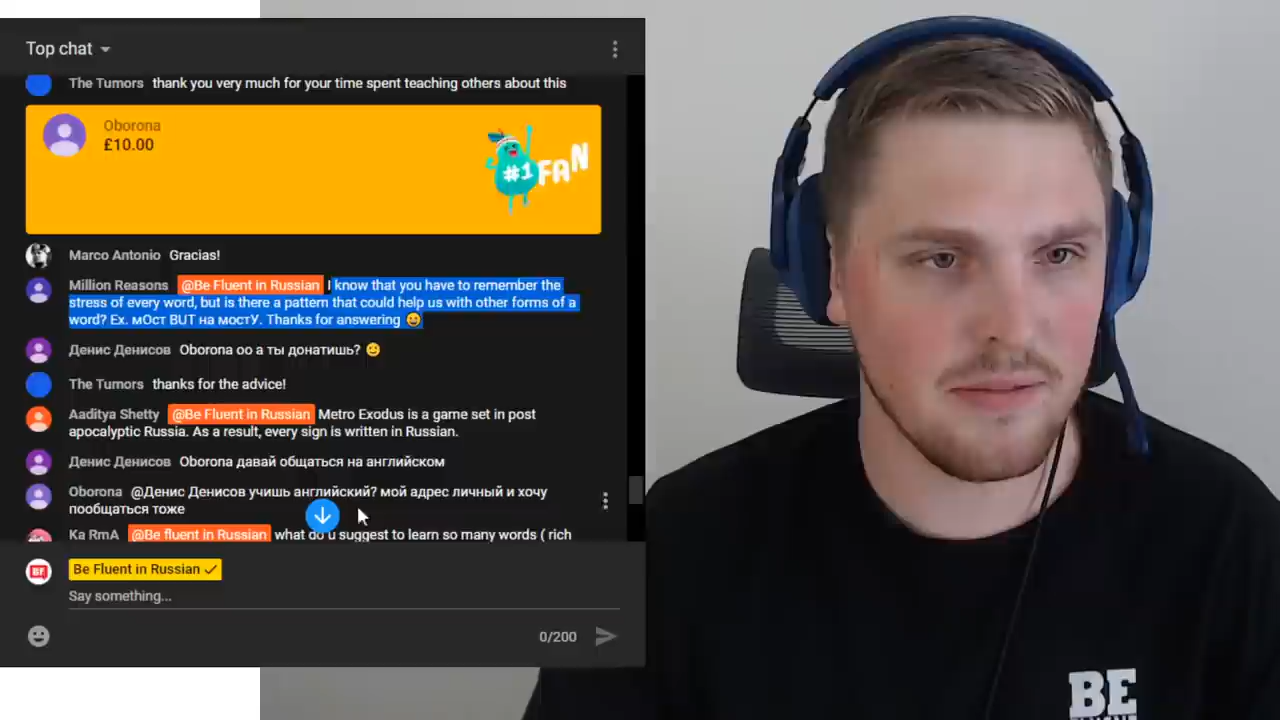 Top chat
The Tumors thank you very much for your time spent teaching others about this
Oborona
£10.00
#1 FAN
Marco Antonio Gracias!
Million Reasons @Be Fluent in Russian I know that you have to remember the
stress of every word, but is there a pattern that could help us with other forms of a
word? Ex. мОст BUT на мостУ. Thanks for answering
Денис Денисов Oborona оо а ты донатишь?
The Tumors thanks for the advice!
Aaditya Shetty @Be Fluent in Russian Metro Exodus is a game set in post
apocalyptic Russia. As a result, every sign is written in Russian.
Денис Денисов Oborona давай общаться на английском
Oborona @Денис Денисов учишь английский? мой адрес личный и хочу
пообщаться тоже
Ka RmA @Be fluent in Russian what do u suggest to learn so many words ( rich
BE Be Fluent in Russian
Say something...
0/200
BE